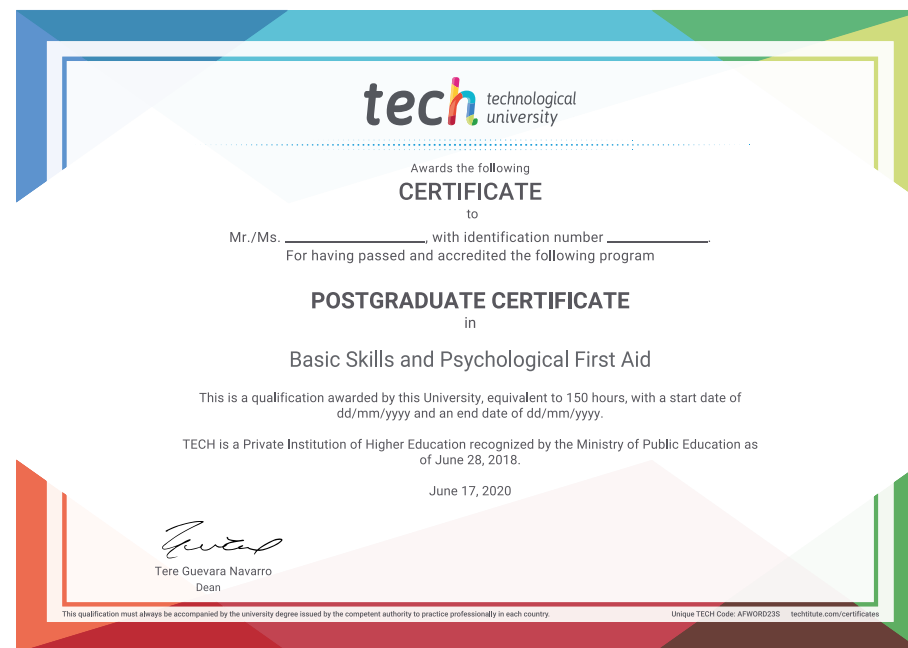 tech technological
university
Awards the following
CERTIFICATE
to
Mr./Ms. ____________________, with identification number ______________.
For having passed and accredited the following program
POSTGRADUATE CERTIFICATE
in
Basic Skills and Psychological First Aid
This is a qualification awarded by this University, equivalent to 150 hours, with a start date of
dd/mm/yyyy and an end date of dd/mm/yyyy.
TECH is a Private Institution of Higher Education recognized by the Ministry of Public Education as
of June 28, 2018.
June 17, 2020
Tere Guevara Navarro
Dean
This qualification must always be accompanied by the university degree issued by the competent authority to practice professionally in each country. Unique TECH Code: AFWORD23S techtitute.com/certificates